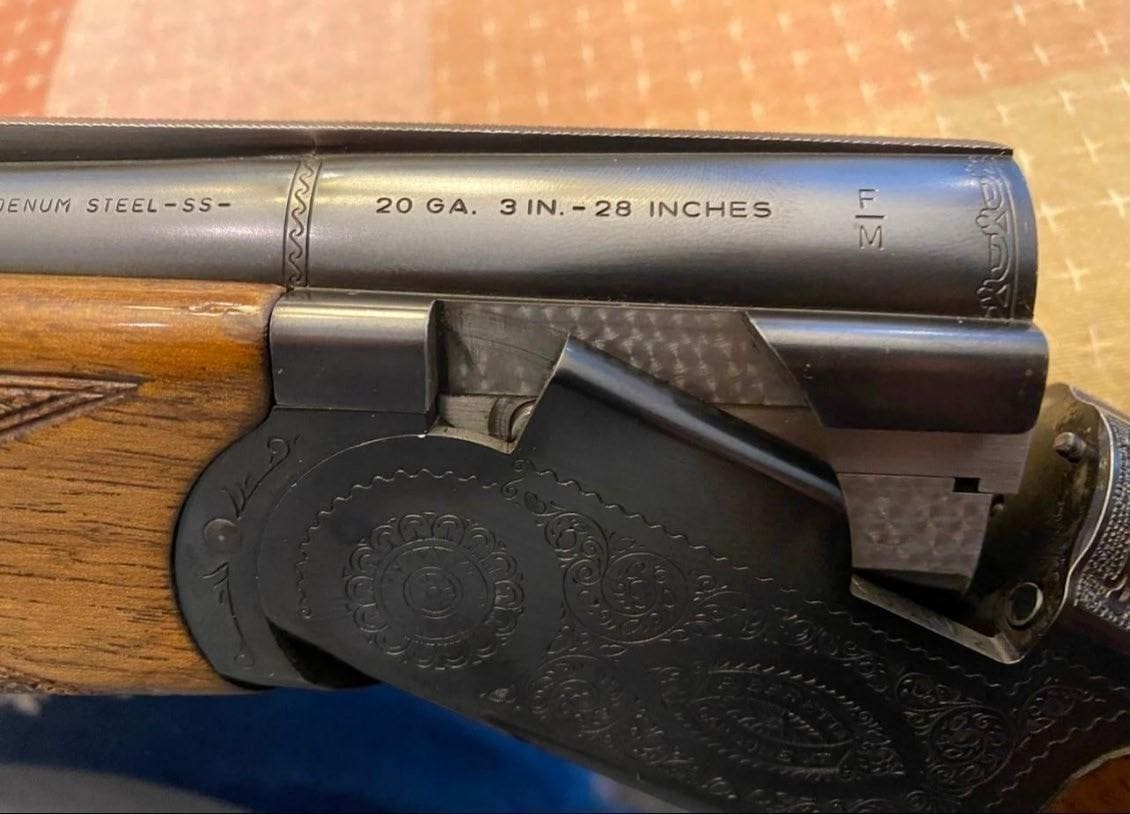 DENUM STEEL-SS-
20 GA. 3 IN.-28 INCHES
F
M